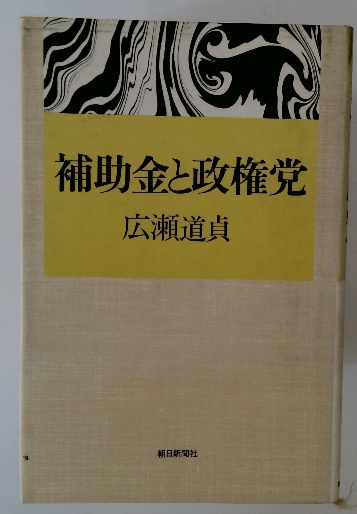 補助金と政権党
広瀬道貞
朝日新聞社